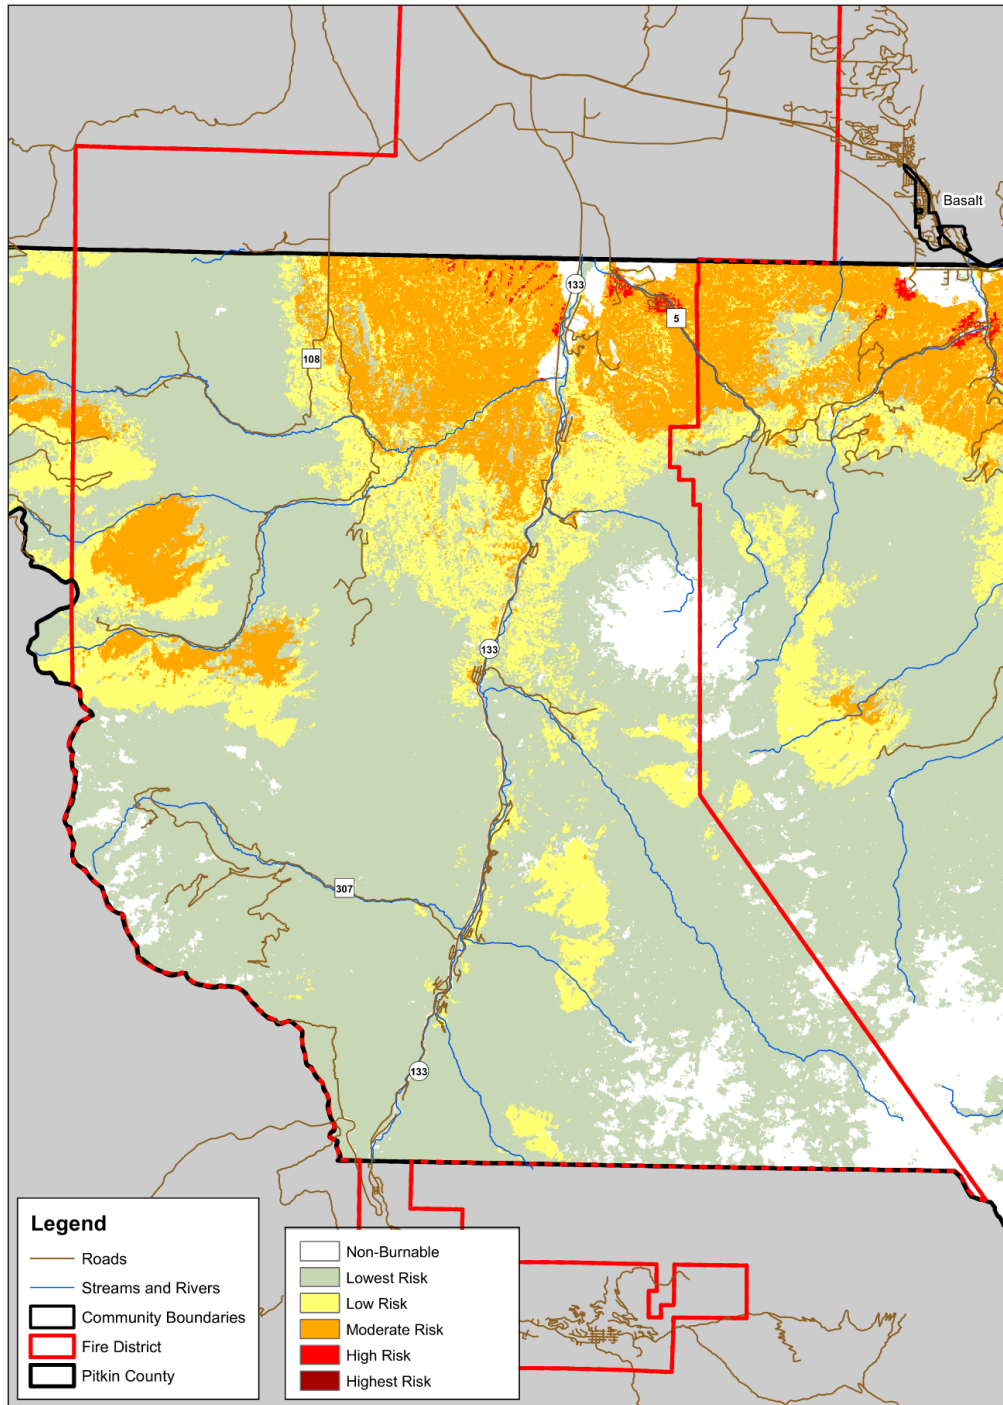 Basalt
133
5
108
133
307
133
Legend
Roads
Streams and Rivers
Community Boundaries
Fire District
Pitkin County
Non-Burnable
Lowest Risk
Low Risk
Moderate Risk
High Risk
Highest Risk